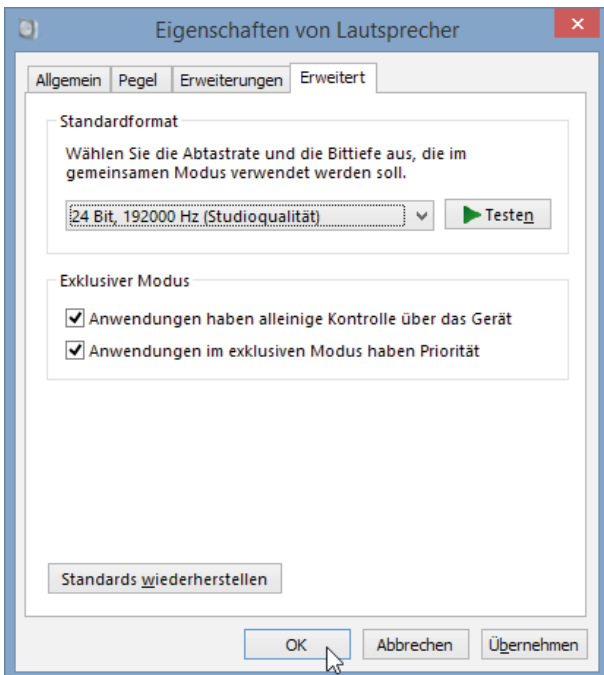 Eigenschaften von Lautsprecher
Allgemein Pegel Erweiterungen Erweitert
Standardformat
Wählen Sie die Abtastrate und die Bittiefe aus, die im
gemeinsamen Modus verwendet werden soll.
24 Bit, 192000 Hz (Studioqualität) Testen
Exklusiver Modus
Anwendungen haben alleinige Kontrolle über das Gerät
Anwendungen im exklusiven Modus haben Priorität
Standards wiederherstellen
OK Abbrechen Übernehmen